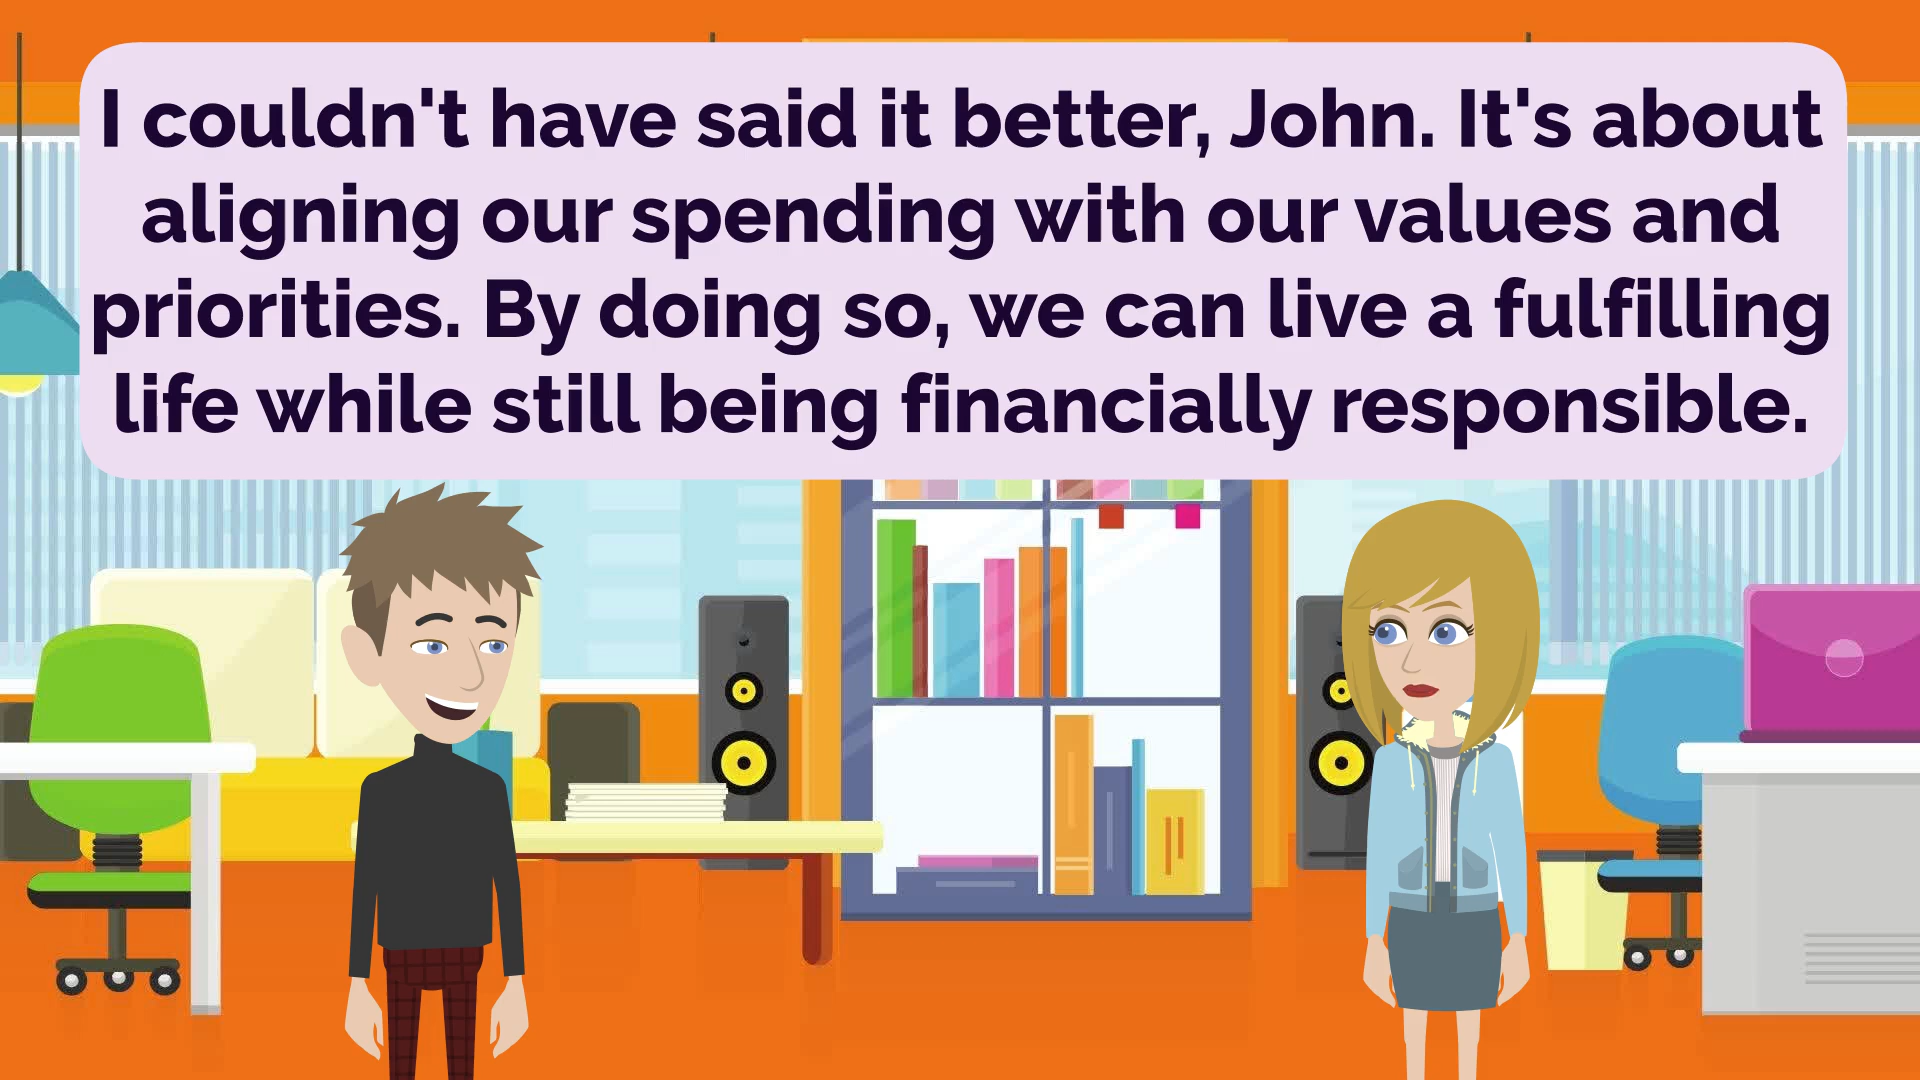 I couldn't have said it better, John. It's about
aligning our spending with our values and
priorities. By doing so, we can live a fulfilling
life while still being financially responsible.